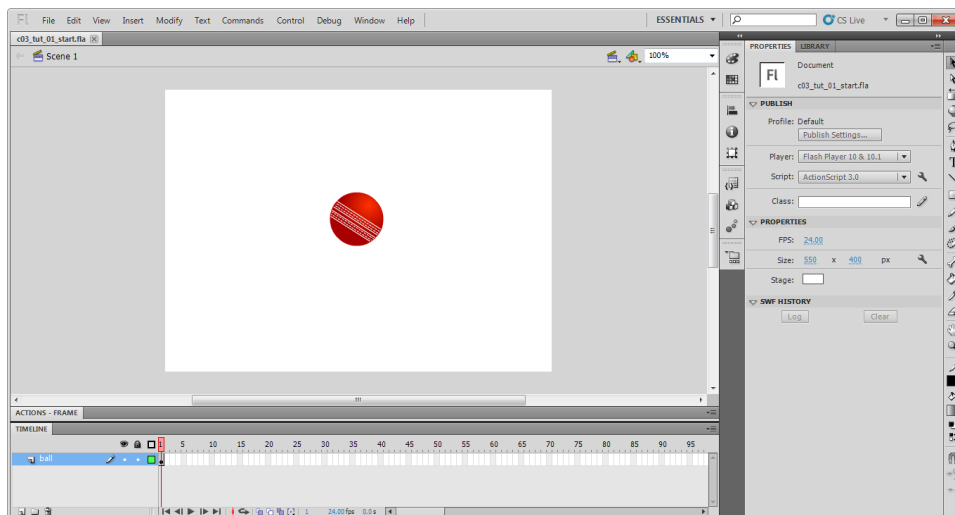 Fl File Edit View Insert Modify Text Commands Control Debug Window Help ESSENTIALS CS Live
c03_tut_01_start.fla
Scene 1 100%
PROPERTIES LIBRARY
Fl Document
c03_tut_01_start.fla
PUBLISH
Profile: Default
Publish Settings...
Player: Flash Player 10 & 10.1
Script: ActionScript 3.0
Class:
PROPERTIES
FPS: 24.00
Size: 550 x 400 px
Stage:
SWF HISTORY
Log Clear
ACTIONS - FRAME
TIMELINE
1 5 10 15 20 25 30 35 40 45 50 55 60 65 70 75 80 85 90 95
ball
1 24.00fps 0.0s